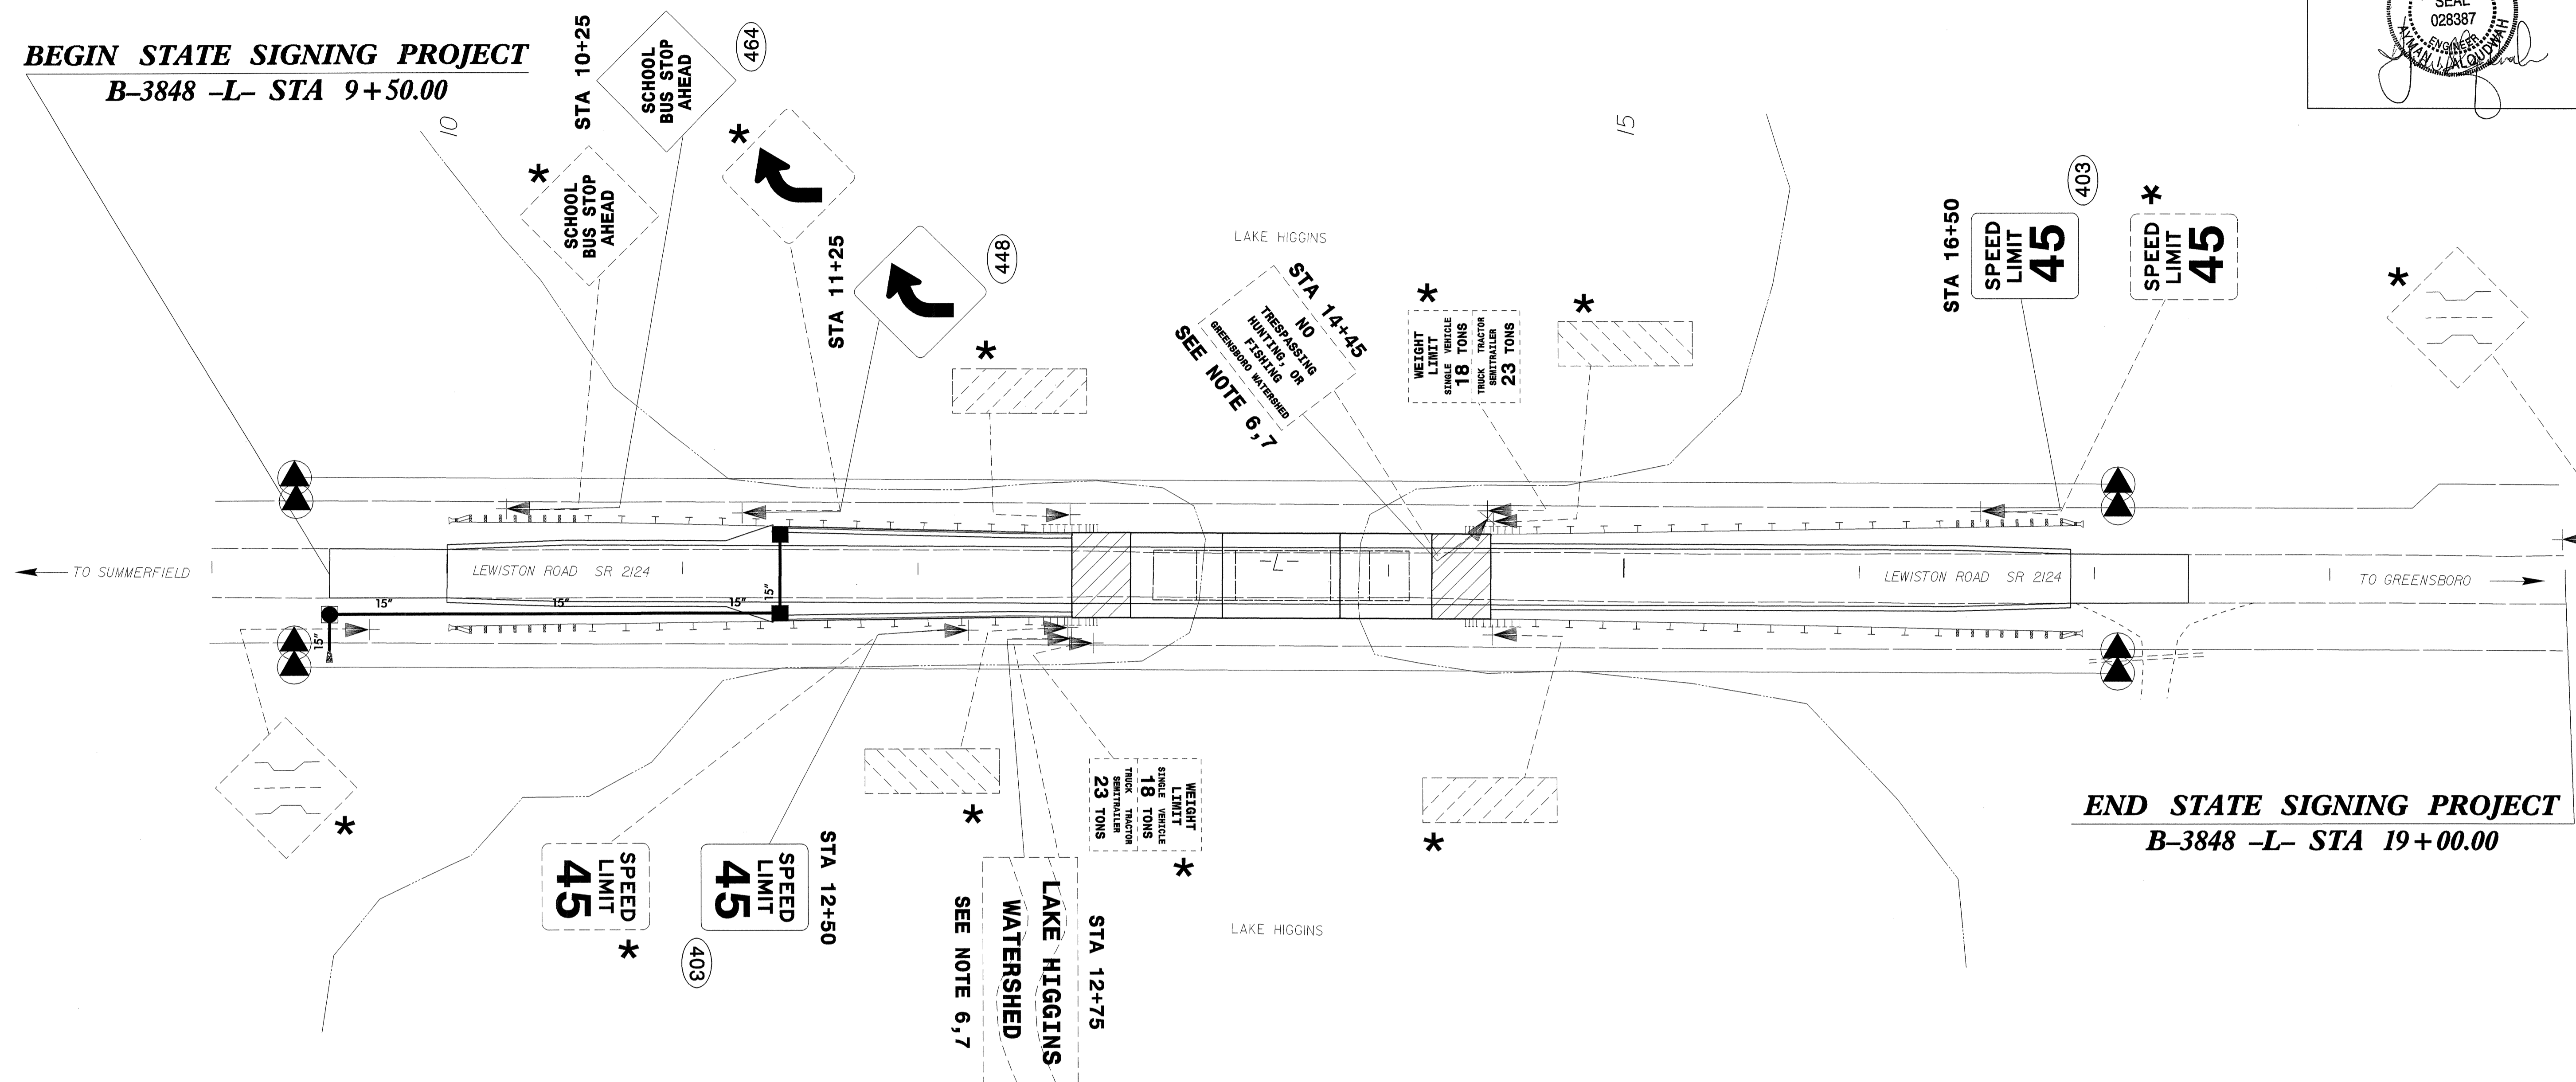 BEGIN STATE SIGNING PROJECT
B–3848 –L– STA 9+50.00
10
STA 10+25
SCHOOL
BUS STOP
AHEAD
464
*
SCHOOL
BUS STOP
AHEAD
*
STA 11+25
448
*
LAKE HIGGINS
STA 14+45
NO
TRESPASSING
HUNTING, OR
FISHING
GREENSBORO WATERSHED
SEE NOTE 6,7
*
WEIGHT
LIMIT
SINGLE VEHICLE
18 TONS
TRUCK TRACTOR
SEMITRAILER
23 TONS
*
15
STA 16+50
SPEED
LIMIT
45
403
*
SPEED
LIMIT
45
*
SEAL
028387
ENGINEER
AYMAN I. ALQUDWAH
TO SUMMERFIELD
LEWISTON ROAD SR 2124
-L-
LEWISTON ROAD SR 2124
TO GREENSBORO
15"
15"
15"
15"
15"
*
SPEED
LIMIT
45
*
SPEED
LIMIT
45
STA 12+50
403
*
WEIGHT
LIMIT
SINGLE VEHICLE
18 TONS
TRUCK TRACTOR
SEMITRAILER
23 TONS
*
LAKE HIGGINS
WATERSHED
STA 12+75
SEE NOTE 6,7
LAKE HIGGINS
*
END STATE SIGNING PROJECT
B–3848 –L– STA 19+00.00